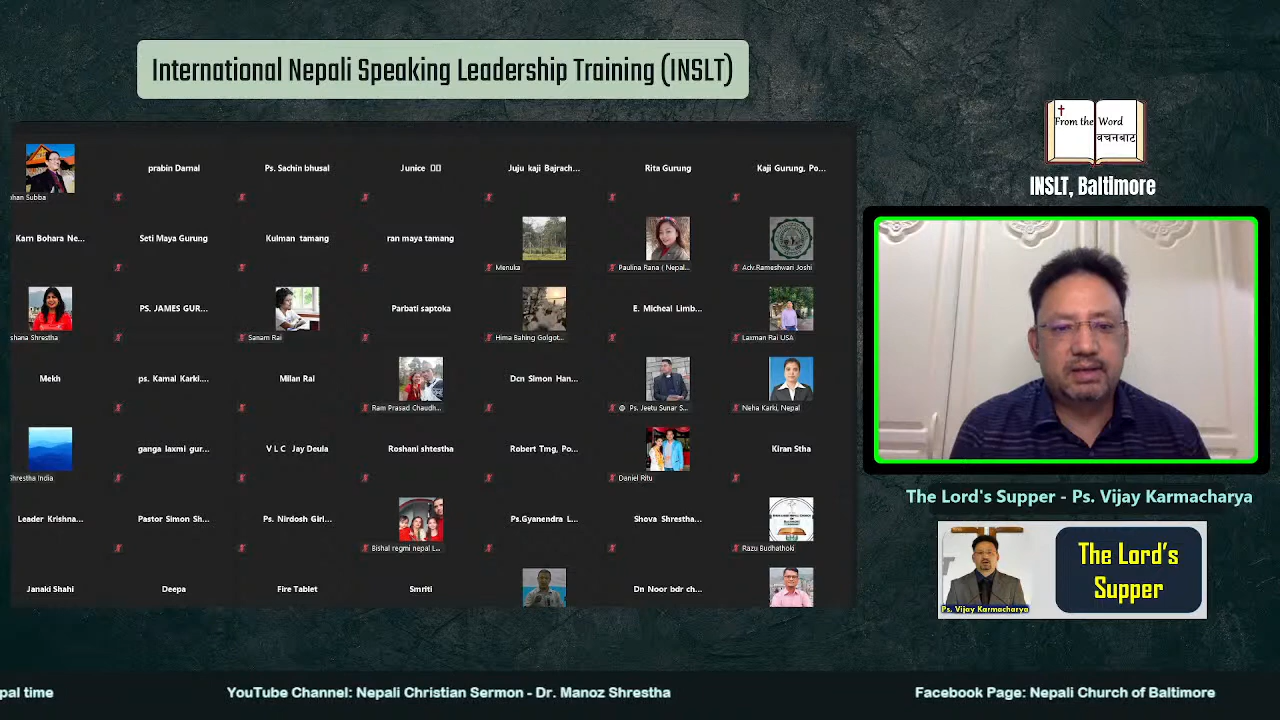 International Nepali Speaking Leadership Training (INSLT)
From the Word
वचनबाट
INSLT, Baltimore
prabin Damal
Ps. Sachin bhusal
Junice
Juju kaji Bajrach...
Rita Gurung
Kaji Gurung, Po...
han Subba
Karn Bohara Ne...
Seti Maya Gurung
Kulman tamang
ran maya tamang
Menuka
Paulina Rana ( Nepal...
Adv.Rameshwari Joshi
PS. JAMES GUR...
Parbati saptoka
E. Micheal Limb...
shana Shrestha
Sanam Rai
Hima Bahing Golgot...
Laxman Rai USA
Mekh
ps. Kamal Karki....
Milan Rai
Dcn Simon Han...
Ram Prasad Chaudh...
Ps. Jeetu Sunar S...
Neha Karki, Nepal
ganga laxmi gur...
V L C Jay Deula
Roshani shtestha
Robert Tmg, Po...
Kiran Stha
Shrestha India
Daniel Ritu
Leader Krishna...
Pastor Simon Sh...
Ps. Nirdosh Giri...
Ps.Gyanendra L...
Shova Shrestha...
Bishal regmi nepal l...
Razu Budhathoki
Janaki Shahi
Deepa
Fire Tablet
Smriti
Dn Noor bdr ch...
The Lord's Supper - Ps. Vijay Karmacharya
The Lord's
Supper
Ps. Vijay Karmacharya
pal time
YouTube Channel: Nepali Christian Sermon - Dr. Manoz Shrestha
Facebook Page: Nepali Church of Baltimore